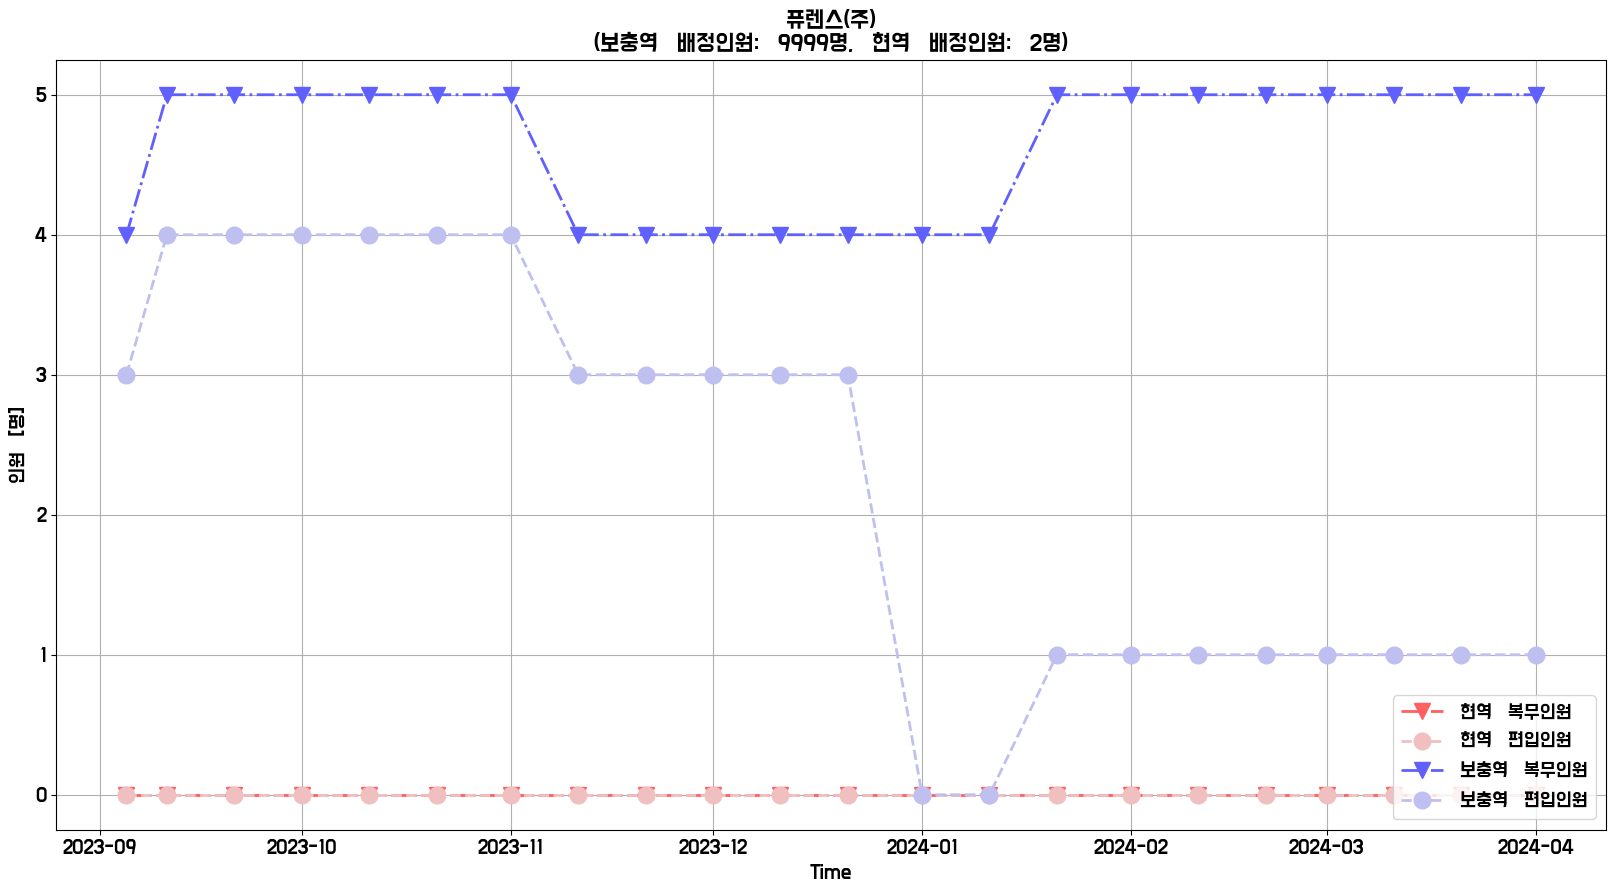 퓨렌스(주)
(보충역 배정인원: 9999명, 현역 배정인원: 2명)
5
4
3
2
1
0
인원 [명]
2023-09 2023-10 2023-11 2023-12 2024-01 2024-02 2024-03 2024-04
Time
현역 복무인원
현역 편입인원
보충역 복무인원
보충역 편입인원